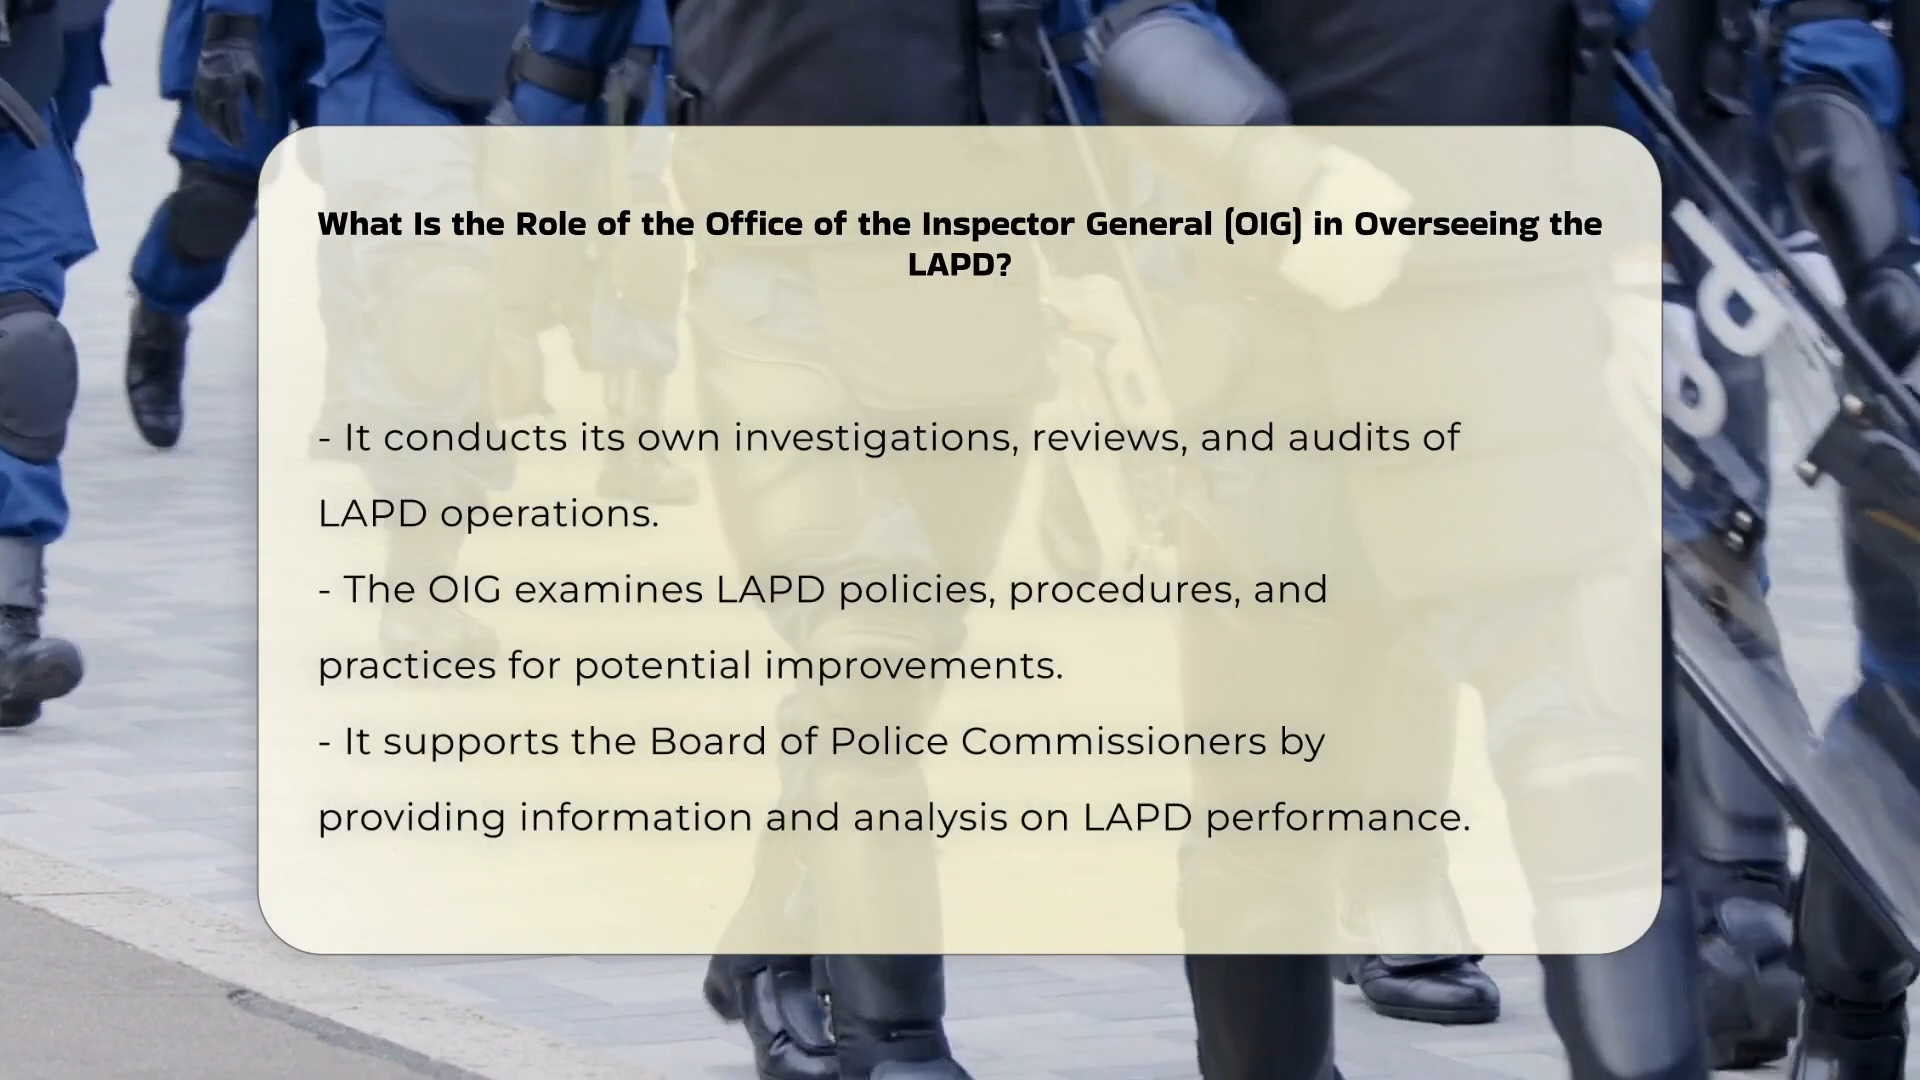 What Is the Role of the Office of the Inspector General (OIG) in Overseeing the
LAPD?
- It conducts its own investigations, reviews, and audits of
LAPD operations.
- The OIG examines LAPD policies, procedures, and
practices for potential improvements.
- It supports the Board of Police Commissioners by
providing information and analysis on LAPD performance.